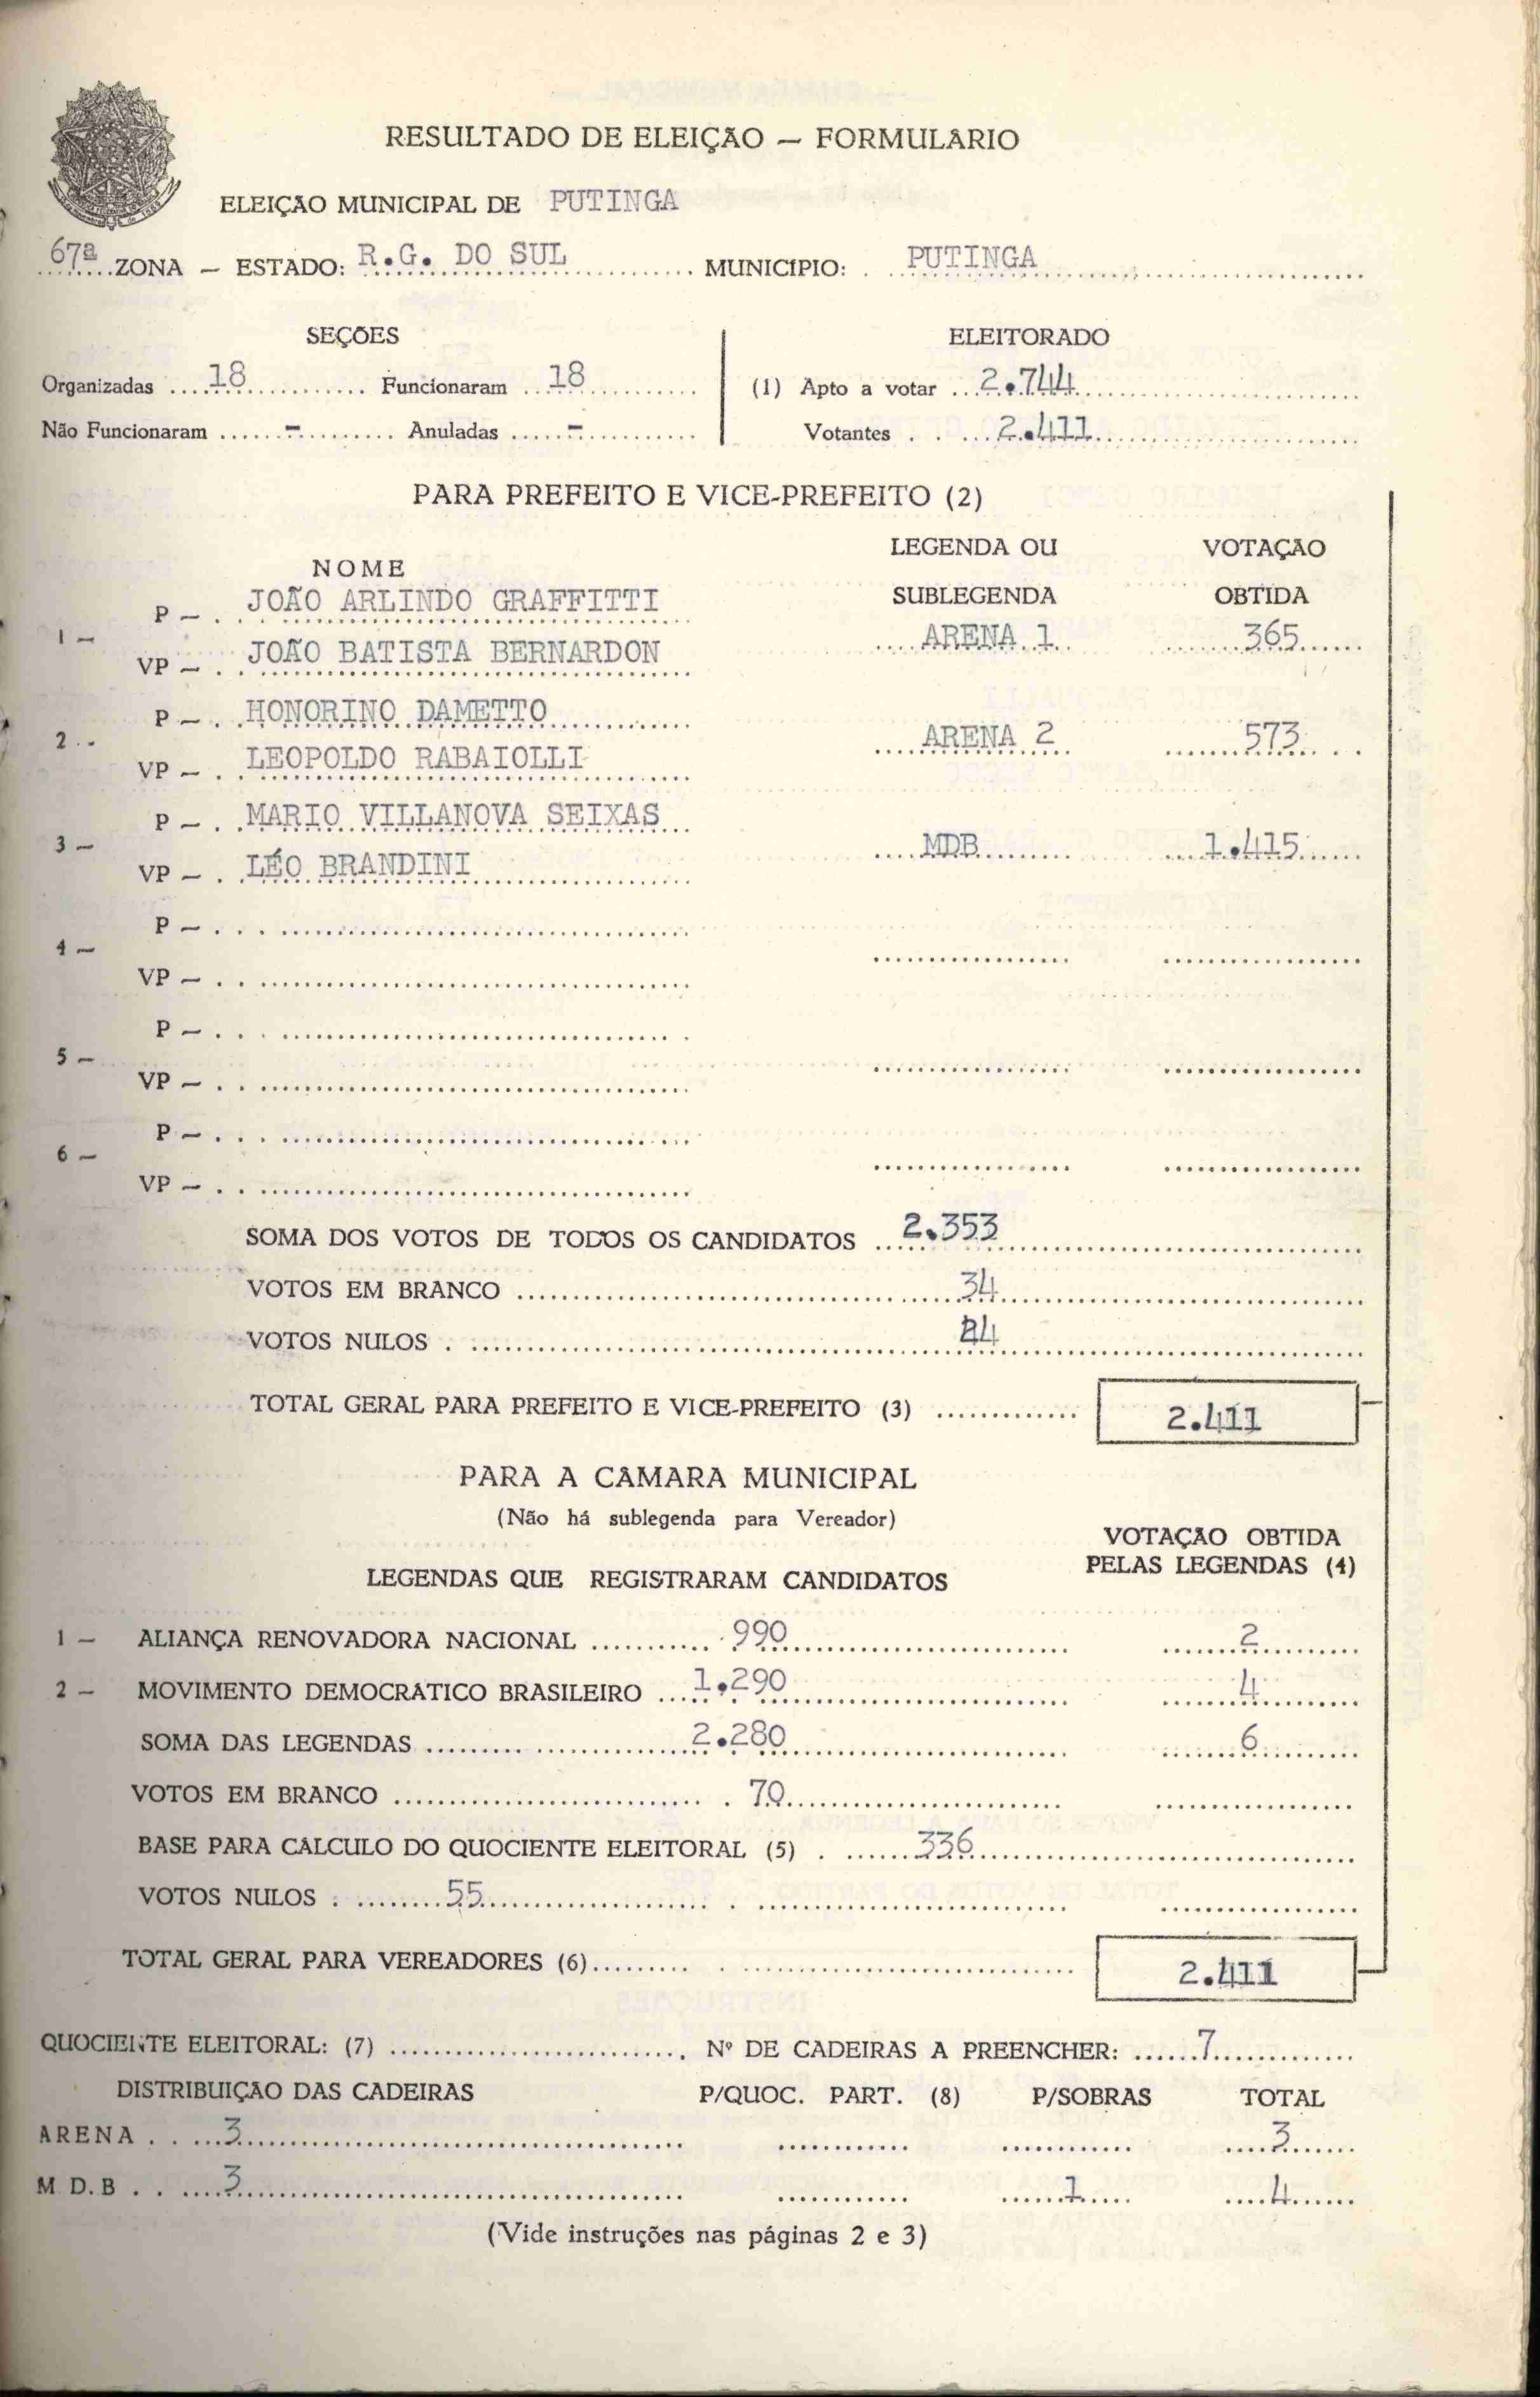 RESULTADO DE ELEIÇÃO — FORMULÁRIO
ELEIÇÃO MUNICIPAL DE PUTINGA
67ª ZONA — ESTADO: R.G. DO SUL MUNICÍPIO: PUTINGA
SEÇÕES
ELEITORADO
Organizadas 18 Funcionaram 18
(1) Apto a votar 2.744
Não Funcionaram - Anuladas -
Votantes 2.411
PARA PREFEITO E VICE-PREFEITO (2)
NOME
LEGENDA OU SUBLEGENDA
VOTAÇÃO OBTIDA
1 — P — JOÃO ARLINDO GRAFFITTI
VP — JOÃO BATISTA BERNARDON
ARENA 1 365
2 - P — HONORINO DAMETTO
VP — LEOPOLDO RABAIOLLI
ARENA 2 573
3 — P — MARIO VILLANOVA SEIXAS
VP — LÉO BRANDINI
MDB 1.415
4 — P —
VP —
5 — P —
VP —
6 — P —
VP —
SOMA DOS VOTOS DE TODOS OS CANDIDATOS 2.353
VOTOS EM BRANCO 34
VOTOS NULOS 24
TOTAL GERAL PARA PREFEITO E VICE-PREFEITO (3) 2.411
PARA A CÂMARA MUNICIPAL
(Não há sublegenda para Vereador)
VOTAÇÃO OBTIDA
PELAS LEGENDAS (4)
LEGENDAS QUE REGISTRARAM CANDIDATOS
1 — ALIANÇA RENOVADORA NACIONAL 990 2
2 — MOVIMENTO DEMOCRÁTICO BRASILEIRO 1.290 4
SOMA DAS LEGENDAS 2.280 6
VOTOS EM BRANCO 70
BASE PARA CÁLCULO DO QUOCIENTE ELEITORAL (5) 336
VOTOS NULOS 55
TOTAL GERAL PARA VEREADORES (6) 2.411
QUOCIENTE ELEITORAL: (7) Nº DE CADEIRAS A PREENCHER: 7
DISTRIBUIÇÃO DAS CADEIRAS P/QUOC. PART. (8) P/SOBRAS TOTAL
ARENA 3 3
M. D. B 3 1 4
(Vide instruções nas páginas 2 e 3)